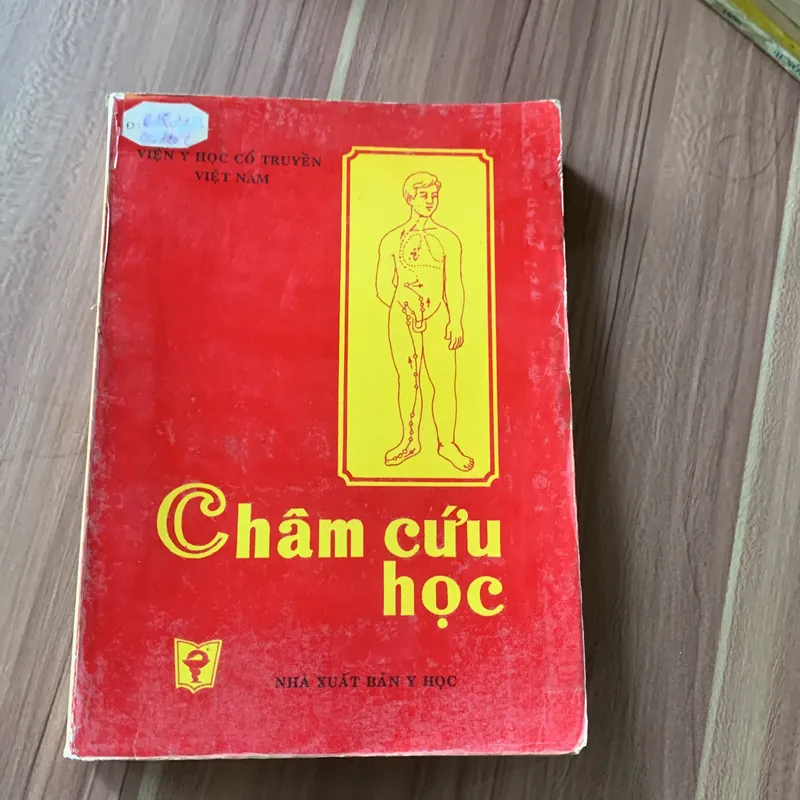 VIỆN Y HỌC CỔ TRUYỀN
VIỆT NAM
Châm cứu
học
NHÀ XUẤT BẢN Y HỌC